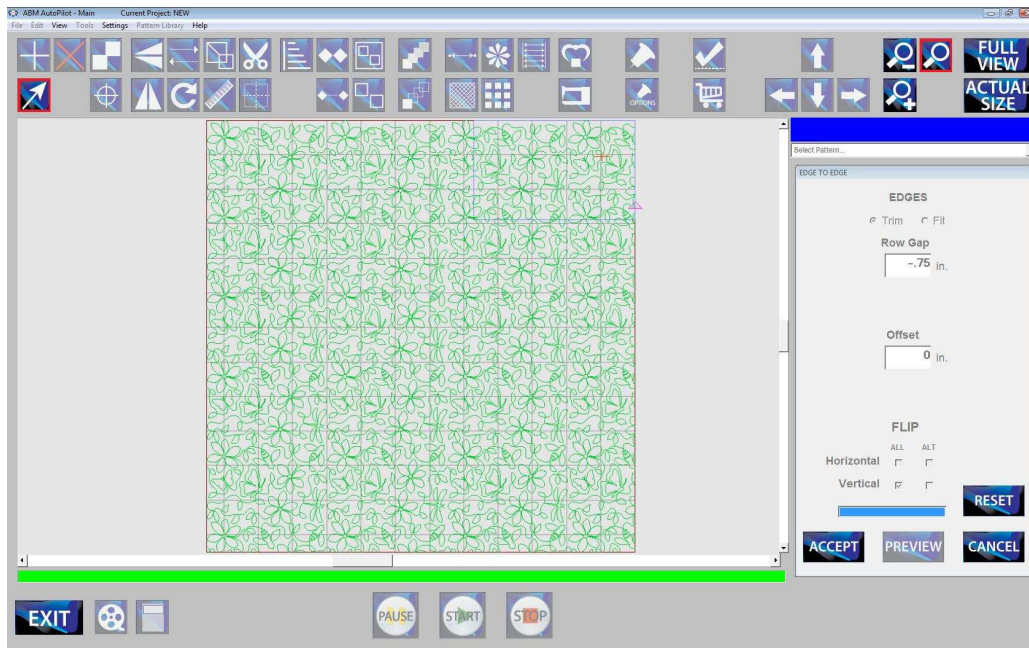 ABM AutoPilot - Main Current Project: NEW
File Edit View Tools Settings Pattern Library Help
FULL VIEW
OPTIONS
ACTUAL SIZE
Select Pattern...
EDGE TO EDGE
EDGES
Trim Fit
Row Gap
-.75 in.
Offset
0 in.
FLIP
ALL ALT
Horizontal
Vertical
RESET
ACCEPT PREVIEW CANCEL
EXIT PAUSE START STOP